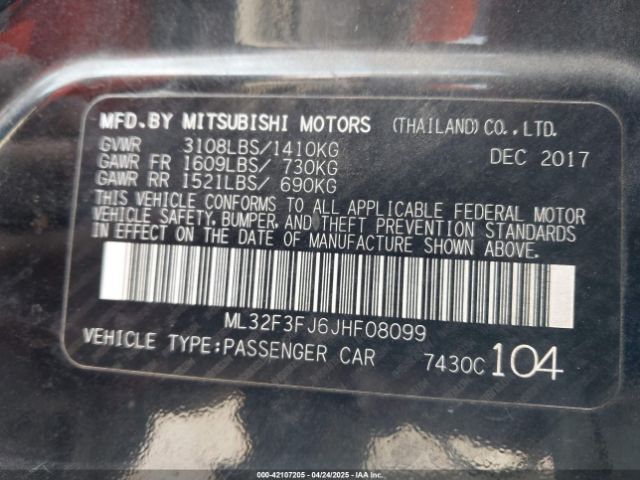 MFD.BY MITSUBISHI MOTORS (THAILAND)CO.,LTD.
GVWR 3108LBS/1410KG DEC 2017
GAWR FR 1609LBS/ 730KG
GAWR RR 1521LBS/ 690KG
THIS VEHICLE CONFORMS TO ALL APPLICABLE FEDERAL MOTOR
VEHICLE SAFETY, BUMPER, AND THEFT PREVENTION STANDARDS
IN EFFECT ON THE DATE OF MANUFACTURE SHOWN ABOVE.
ML32F3FJ6JHF08099
VEHICLE TYPE:PASSENGER CAR 7430C 104
000-42107205 - 04/24/2025 - IAAI.COM